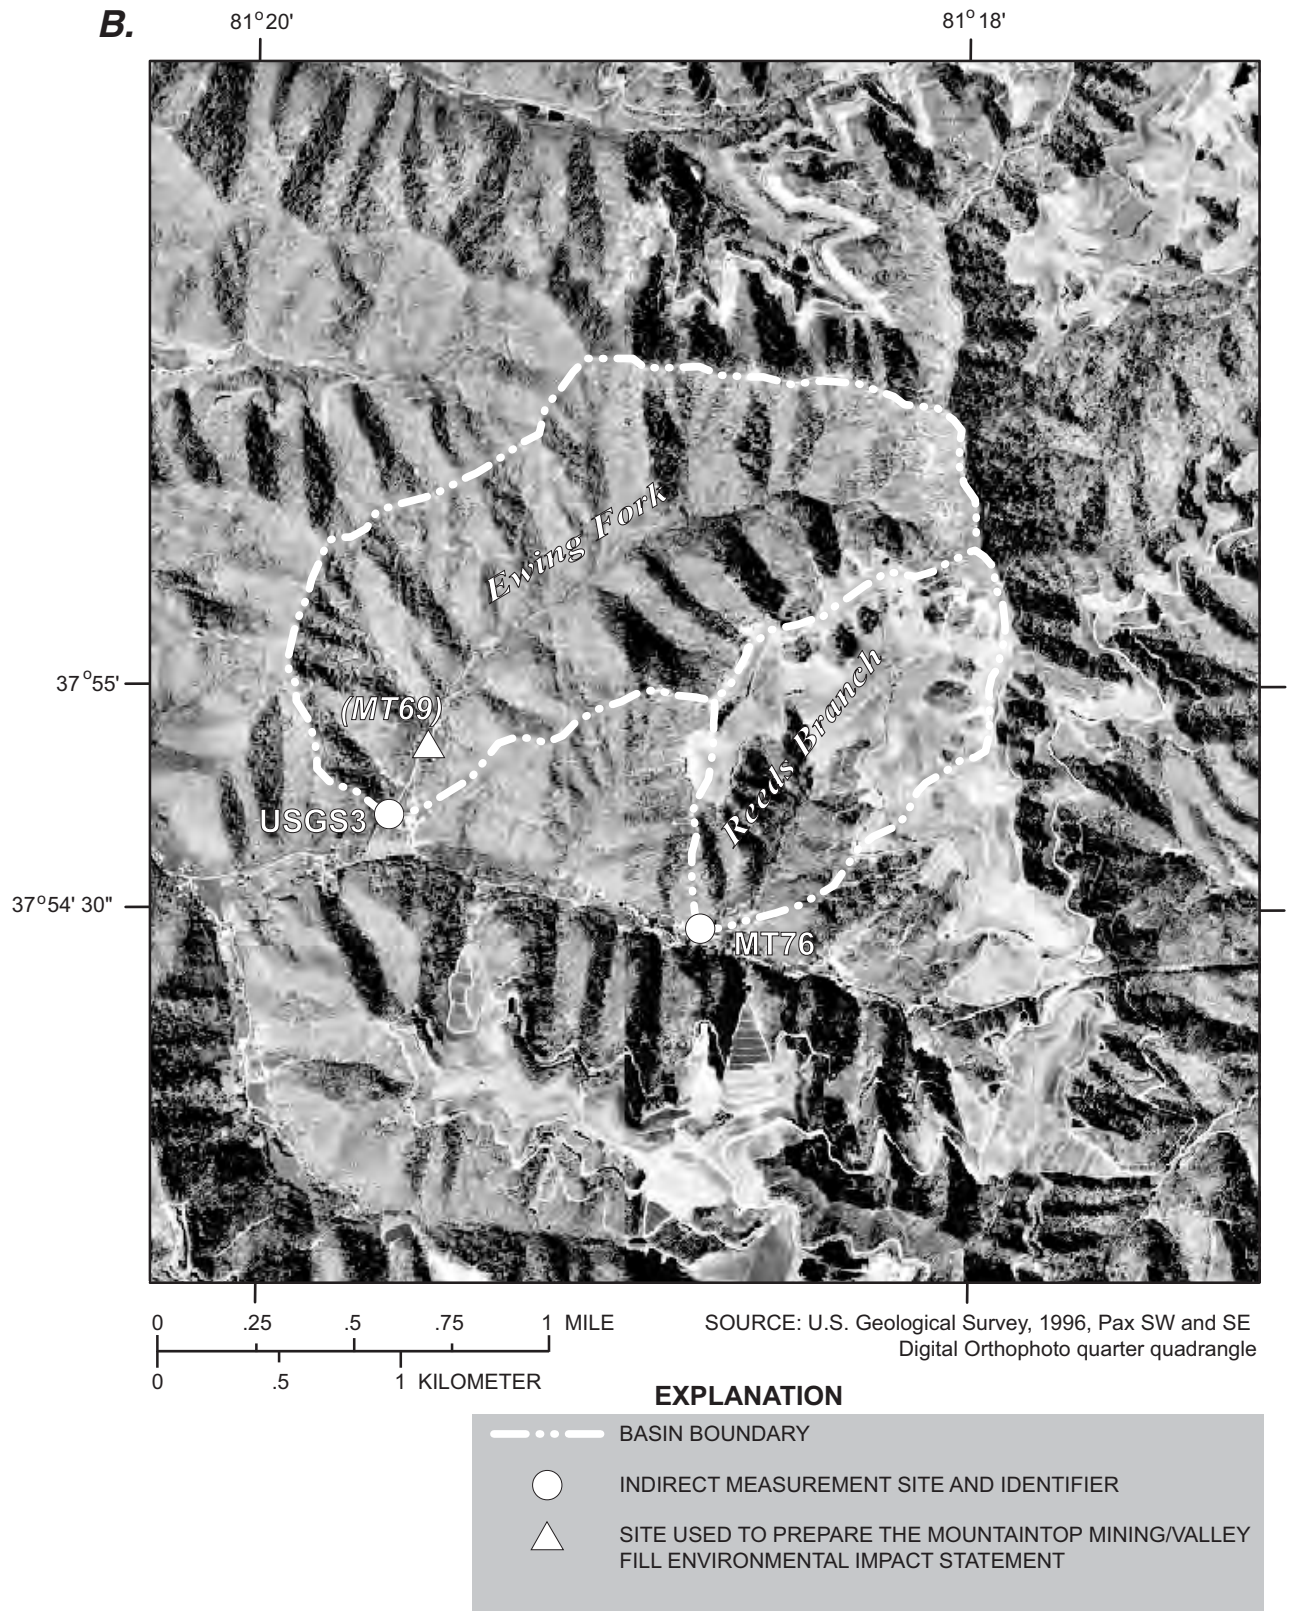 B.
81°20'
81°18'
Ewing Fork
37°55'
(MT69)
Reeds Branch
USGS3
37°54' 30"
MT76
0 .25 .5 .75 1 MILE
0 .5 1 KILOMETER
SOURCE: U.S. Geological Survey, 1996, Pax SW and SE
Digital Orthophoto quarter quadrangle
EXPLANATION
BASIN BOUNDARY
INDIRECT MEASUREMENT SITE AND IDENTIFIER
SITE USED TO PREPARE THE MOUNTAINTOP MINING/VALLEY
FILL ENVIRONMENTAL IMPACT STATEMENT